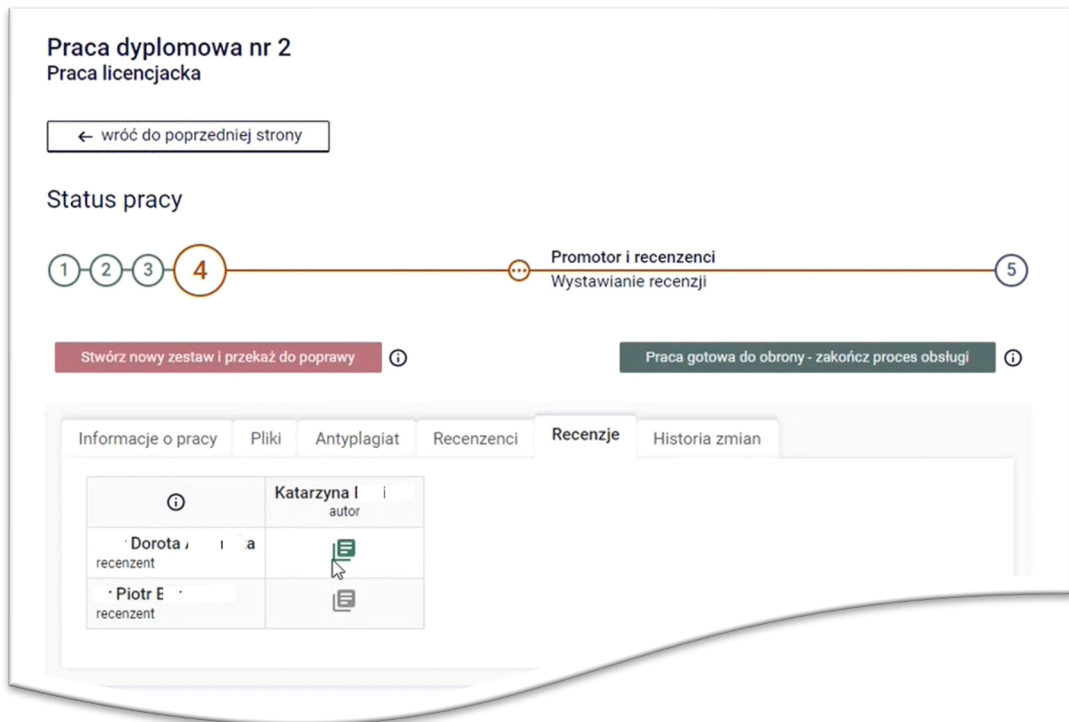 Praca dyplomowa nr 2
Praca licencjacka
← wróć do poprzedniej strony
Status pracy
1 2 3 4
Promotor i recenzenci
Wystawianie recenzji
5
Stwórz nowy zestaw i przekaż do poprawy
Praca gotowa do obrony - zakończ proces obsługi
Informacje o pracy Pliki Antyplagiat Recenzenci Recenzje Historia zmian
Katarzyna
autor
Dorota
recenzent
Piotr
recenzent